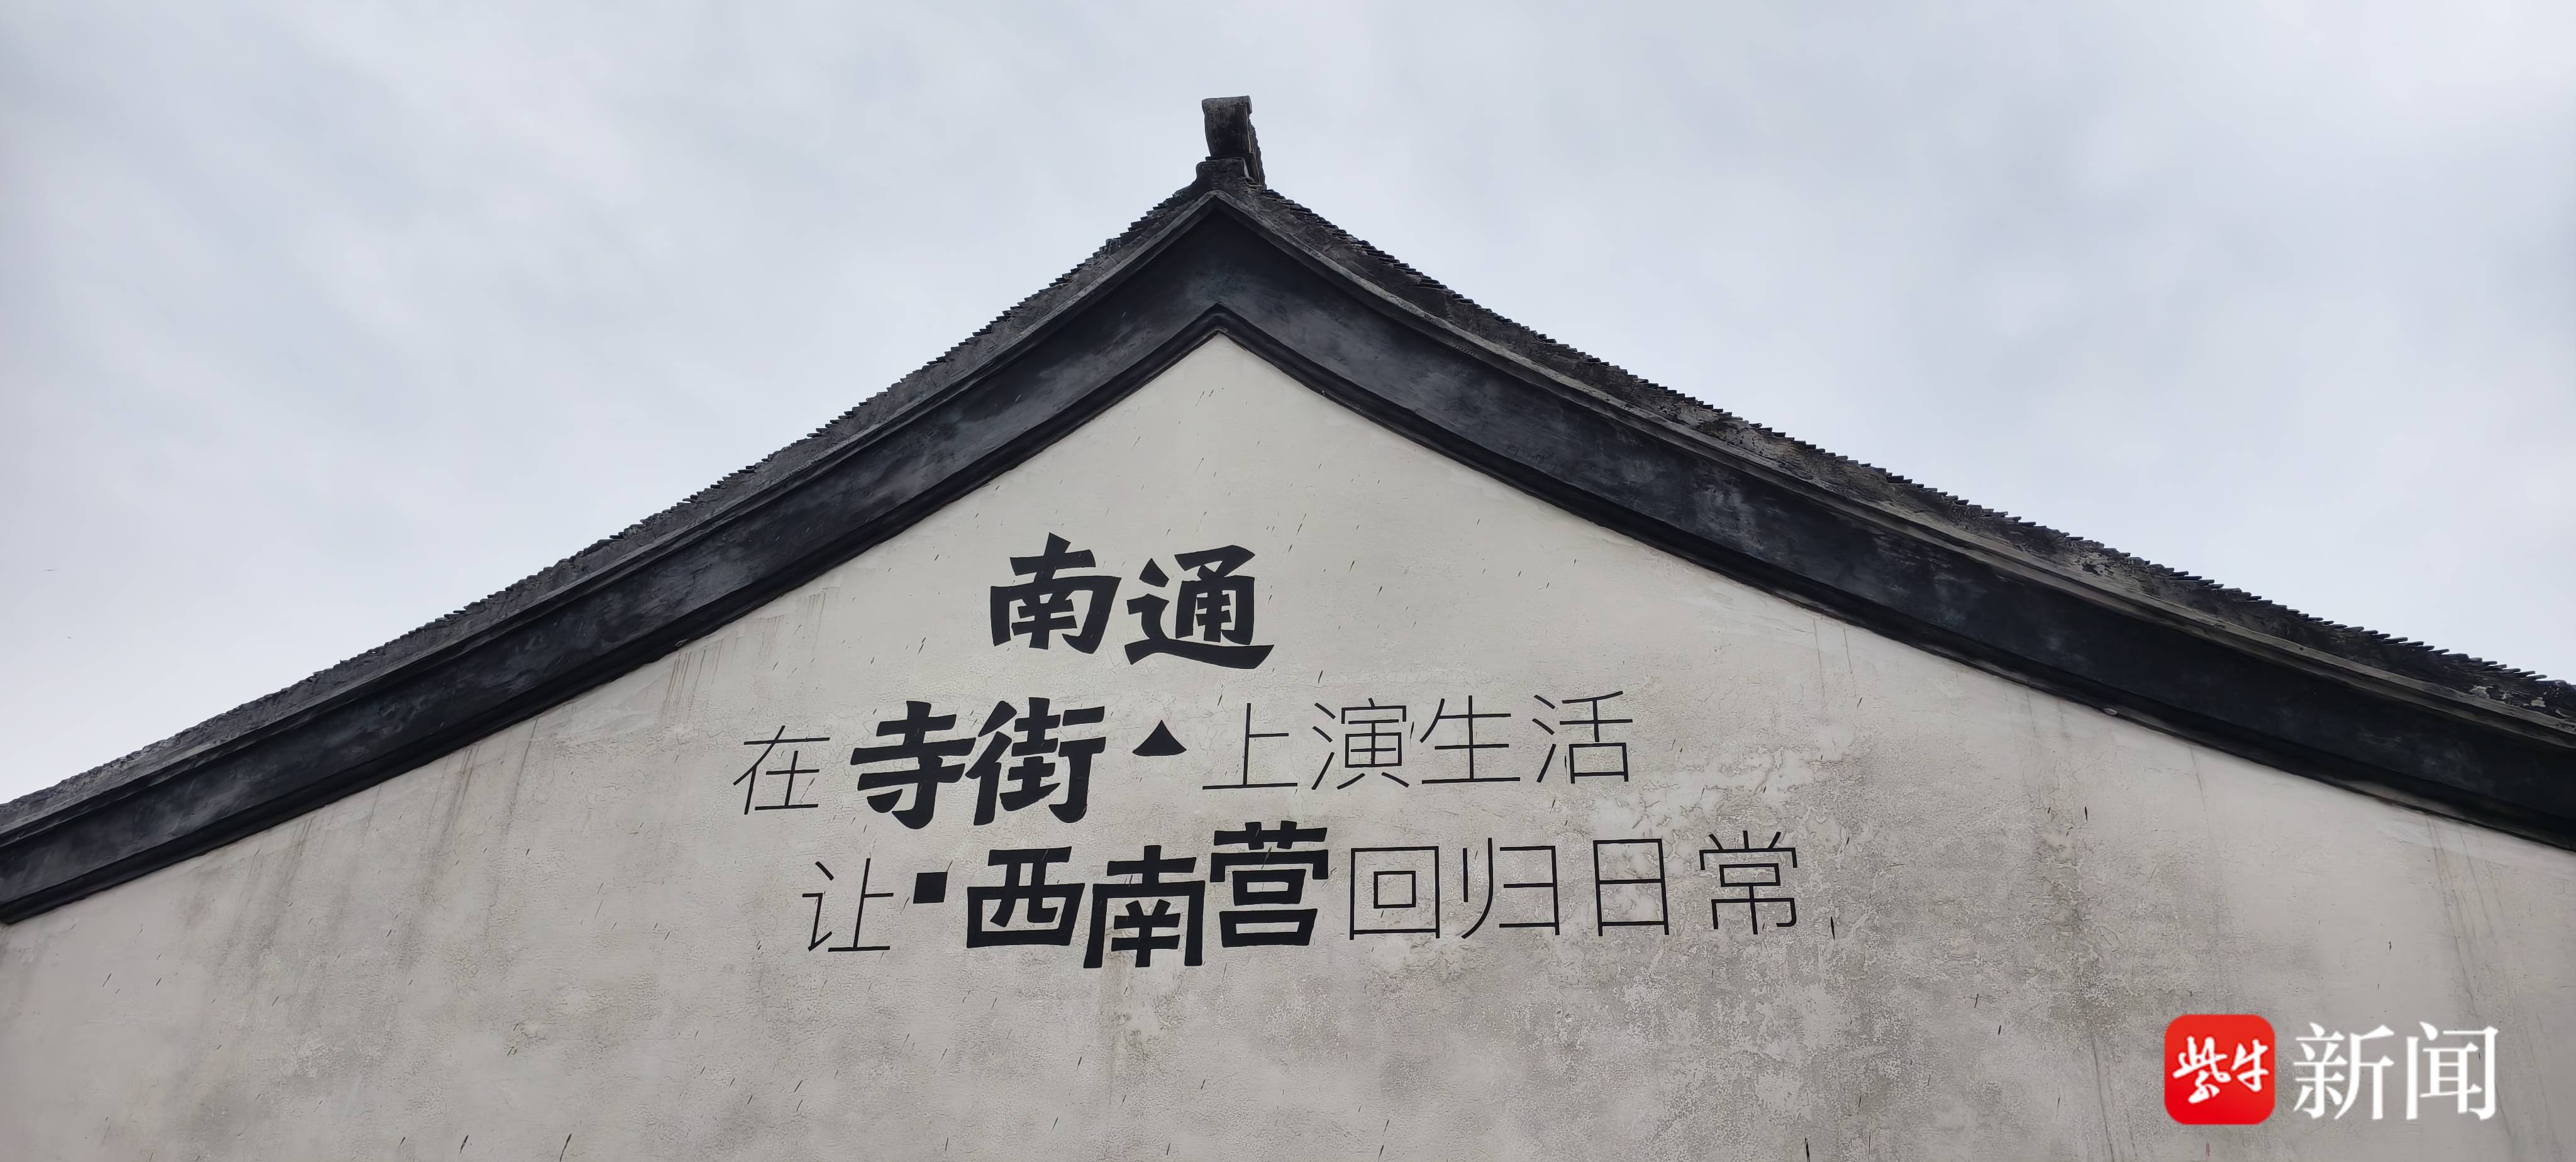 南通
在寺街▲上演生活
让■西南营回归日常
紫牛新闻